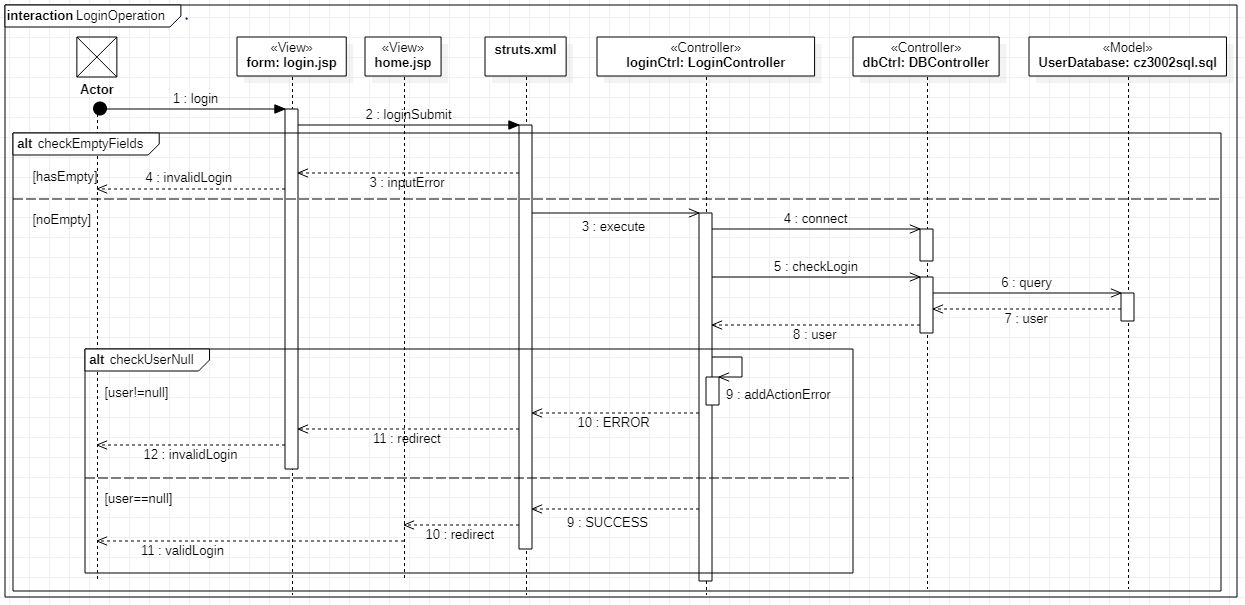 interaction LoginOperation
«View»
form: login.jsp
«View»
home.jsp
struts.xml
«Controller»
loginCtrl: LoginController
«Controller»
dbCtrl: DBController
«Model»
UserDatabase: cz3002sql.sql
Actor
1 : login
2 : loginSubmit
alt checkEmptyFields
[hasEmpty]
4 : invalidLogin
3 : inputError
[noEmpty]
3 : execute
4 : connect
5 : checkLogin
6 : query
7 : user
8 : user
alt checkUserNull
[user!=null]
9 : addActionError
10 : ERROR
11 : redirect
12 : invalidLogin
[user==null]
9 : SUCCESS
10 : redirect
11 : validLogin